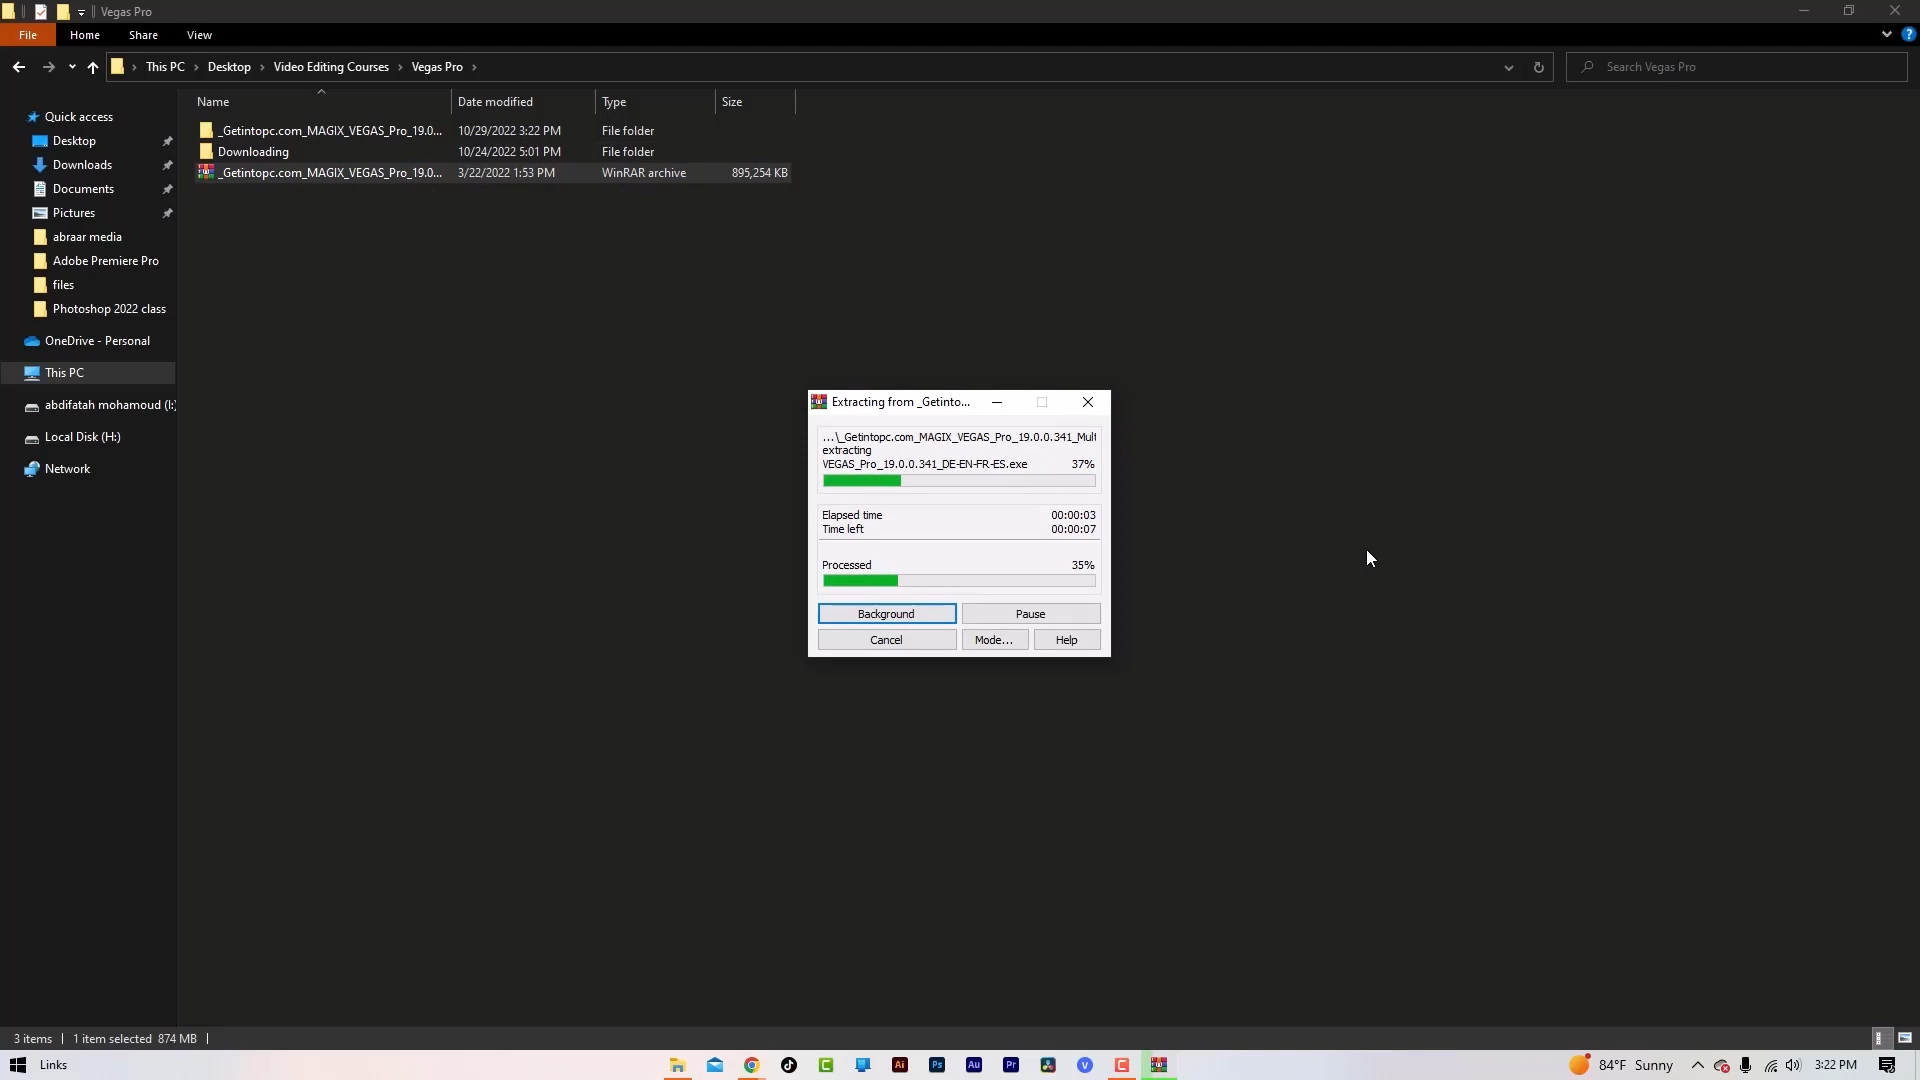 Vegas Pro
File Home Share View
This PC Desktop Video Editing Courses Vegas Pro
Search Vegas Pro
Name Date modified Type Size
_Getintopc.com_MAGIX_VEGAS_Pro_19.0... 10/29/2022 3:22 PM File folder
Downloading 10/24/2022 5:01 PM File folder
_Getintopc.com_MAGIX_VEGAS_Pro_19.0... 3/22/2022 1:53 PM WinRAR archive 895,254 KB
Quick access
Desktop
Downloads
Documents
Pictures
abraar media
Adobe Premiere Pro
files
Photoshop 2022 class
OneDrive - Personal
This PC
abdifatah mohamoud (I:)
Local Disk (H:)
Network
Extracting from _Getinto...
...\_Getintopc.com_MAGIX_VEGAS_Pro_19.0.0.341_Mult
extracting
VEGAS_Pro_19.0.0.341_DE-EN-FR-ES.exe 37%
Elapsed time 00:00:03
Time left 00:00:07
Processed 35%
Background Pause
Cancel Mode... Help
3 items 1 item selected 874 MB
Links
Ai
Ps
Au
Pr
84°F Sunny
3:22 PM